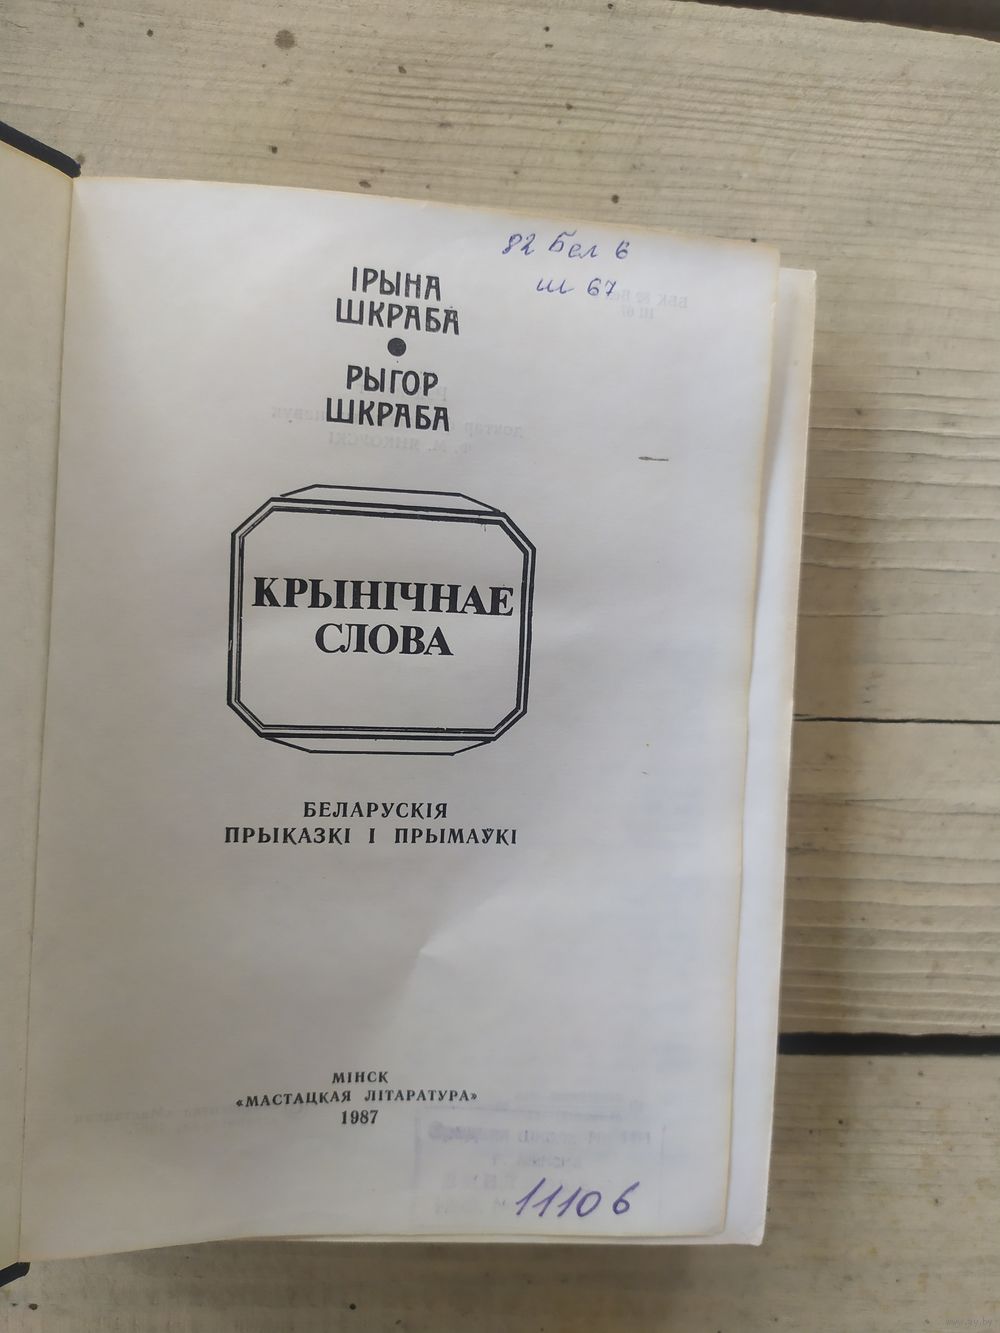 82 Бел 6
Ш 67
ІРЫНА
ШКРАБА
РЫГОР
ШКРАБА
КРЫНІЧНАЕ
СЛОВА
БЕЛАРУСКІЯ
ПРЫКАЗКІ І ПРЫМАЎКІ
МІНСК
«МАСТАЦКАЯ ЛІТАРАТУРА»
1987
11106